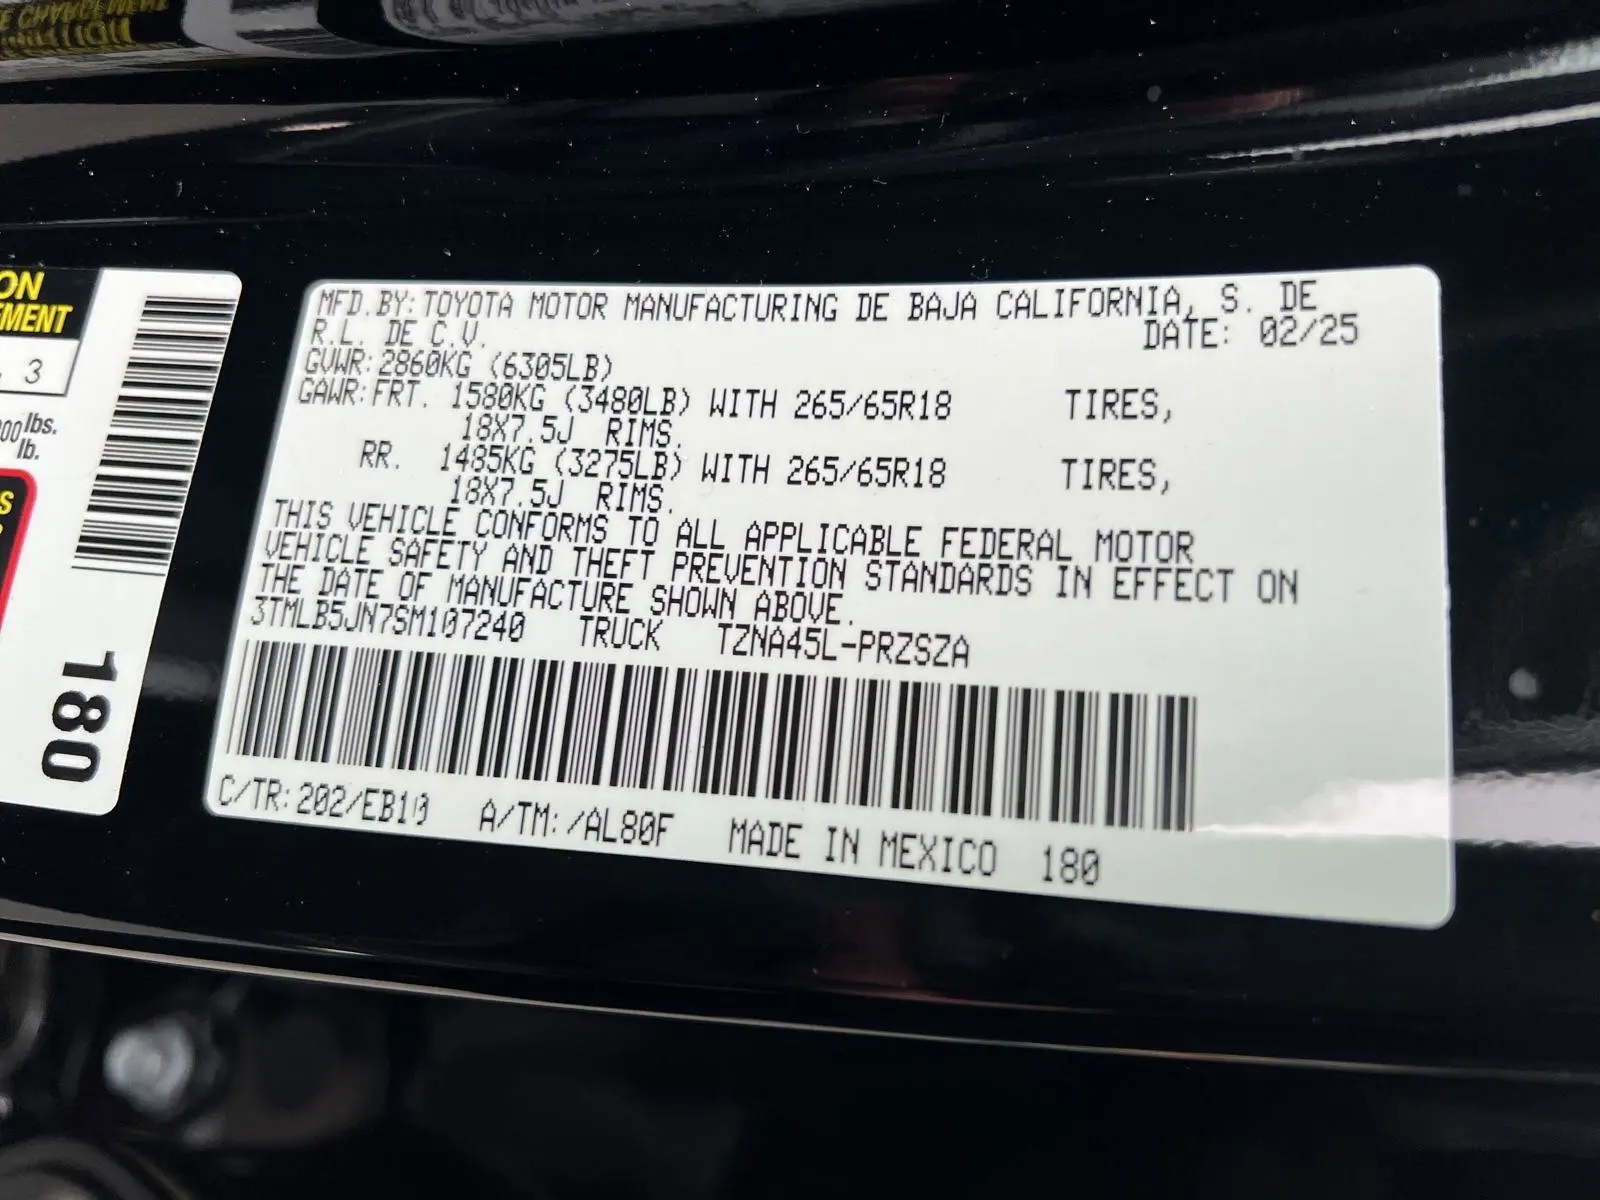 ON
EMENT
3
00 lbs.
lb.
S
180
MFD.BY:TOYOTA MOTOR MANUFACTURING DE BAJA CALIFORNIA, S. DE
R.L. DE C.V. DATE: 02/25
GVWR:2860KG (6305LB)
GAWR:FRT. 1580KG (3480LB) WITH 265/65R18 TIRES,
18X7.5J RIMS.
RR. 1485KG (3275LB) WITH 265/65R18 TIRES,
18X7.5J RIMS.
THIS VEHICLE CONFORMS TO ALL APPLICABLE FEDERAL MOTOR
VEHICLE SAFETY AND THEFT PREVENTION STANDARDS IN EFFECT ON
THE DATE OF MANUFACTURE SHOWN ABOVE.
3TMLB5JN7SM107240 TRUCK TZNA45L-PRZSZA
C/TR:202/EB10 A/TM:/AL80F MADE IN MEXICO 180